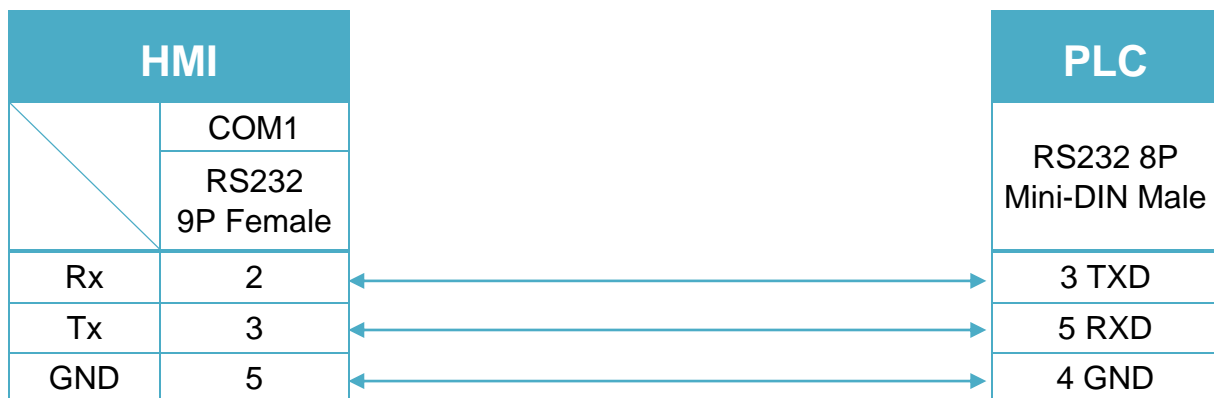 HMI
PLC
COM1
RS232
9P Female
RS232 8P
Mini-DIN Male
Rx 2 3 TXD
Tx 3 5 RXD
GND 5 4 GND